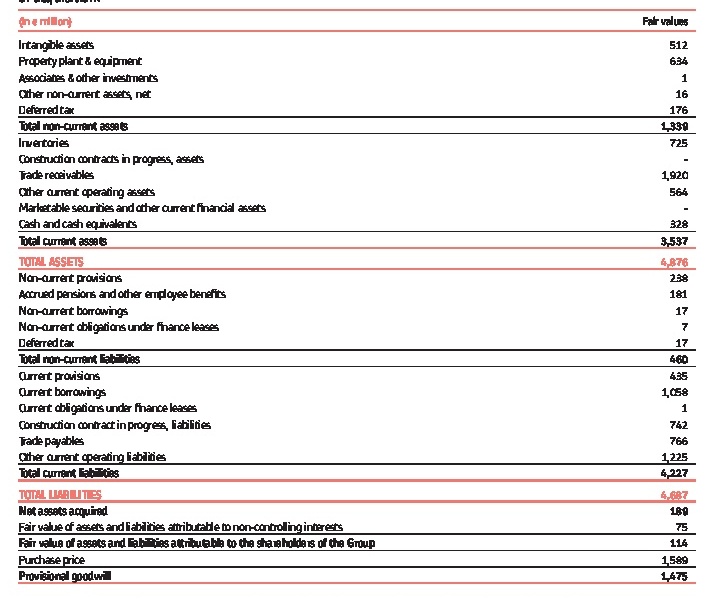 (in € million) Fair values
Intangible assets 512
Property plant & equipment 634
Associates & other investments 1
Other non-current assets, net 16
Deferred tax 176
Total non-current assets 1,339
Inventories 725
Construction contracts in progress, assets -
Trade receivables 1,920
Other current operating assets 564
Marketable securities and other current financial assets -
Cash and cash equivalents 328
Total current assets 3,537
TOTAL ASSETS 4,876
Non-current provisions 238
Accrued pensions and other employee benefits 181
Non-current borrowings 17
Non-current obligations under finance leases 7
Deferred tax 17
Total non-current liabilities 460
Current provisions 435
Current borrowings 1,058
Current obligations under finance leases 1
Construction contract in progress, liabilities 742
Trade payables 766
Other current operating liabilities 1,225
Total current liabilities 4,227
TOTAL LIABILITIES 4,687
Net assets acquired 189
Fair value of assets and liabilities attributable to non-controlling interests 75
Fair value of assets and liabilities attributable to the shareholders of the Group 114
Purchase price 1,589
Provisional goodwill 1,475